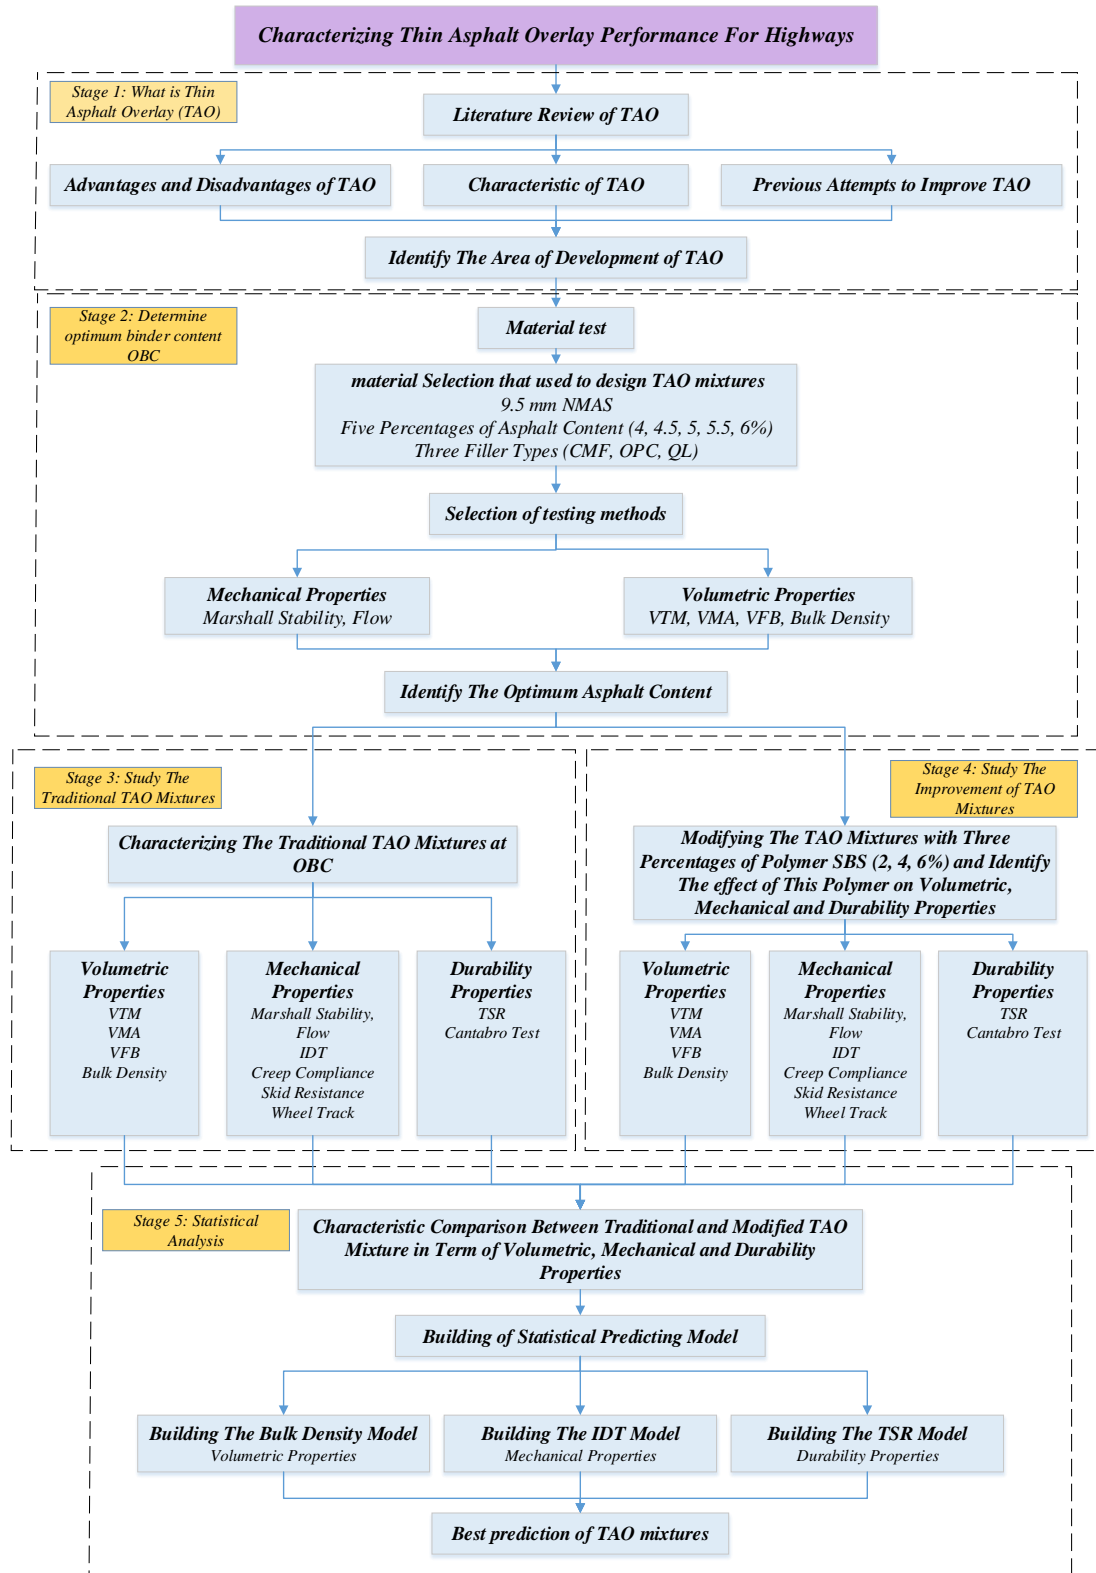 Characterizing Thin Asphalt Overlay Performance For Highways
Stage 1: What is Thin
Asphalt Overlay (TAO)
Literature Review of TAO
Advantages and Disadvantages of TAO
Characteristic of TAO
Previous Attempts to Improve TAO
Identify The Area of Development of TAO
Stage 2: Determine
optimum binder content
OBC
Material test
material Selection that used to design TAO mixtures
9.5 mm NMAS
Five Percentages of Asphalt Content (4, 4.5, 5, 5.5, 6%)
Three Filler Types (CMF, OPC, QL)
Selection of testing methods
Mechanical Properties
Marshall Stability, Flow
Volumetric Properties
VTM, VMA, VFB, Bulk Density
Identify The Optimum Asphalt Content
Stage 3: Study The
Traditional TAO Mixtures
Characterizing The Traditional TAO Mixtures at
OBC
Volumetric
Properties
VTM
VMA
VFB
Bulk Density
Mechanical
Properties
Marshall Stability,
Flow
IDT
Creep Compliance
Skid Resistance
Wheel Track
Durability
Properties
TSR
Cantabro Test
Stage 4: Study The
Improvement of TAO
Mixtures
Modifying The TAO Mixtures with Three
Percentages of Polymer SBS (2, 4, 6%) and Identify
The effect of This Polymer on Volumetric,
Mechanical and Durability Properties
Volumetric
Properties
VTM
VMA
VFB
Bulk Density
Mechanical
Properties
Marshall Stability,
Flow
IDT
Creep Compliance
Skid Resistance
Wheel Track
Durability
Properties
TSR
Cantabro Test
Stage 5: Statistical
Analysis
Characteristic Comparison Between Traditional and Modified TAO
Mixture in Term of Volumetric, Mechanical and Durability
Properties
Building of Statistical Predicting Model
Building The Bulk Density Model
Volumetric Properties
Building The IDT Model
Mechanical Properties
Building The TSR Model
Durability Properties
Best prediction of TAO mixtures